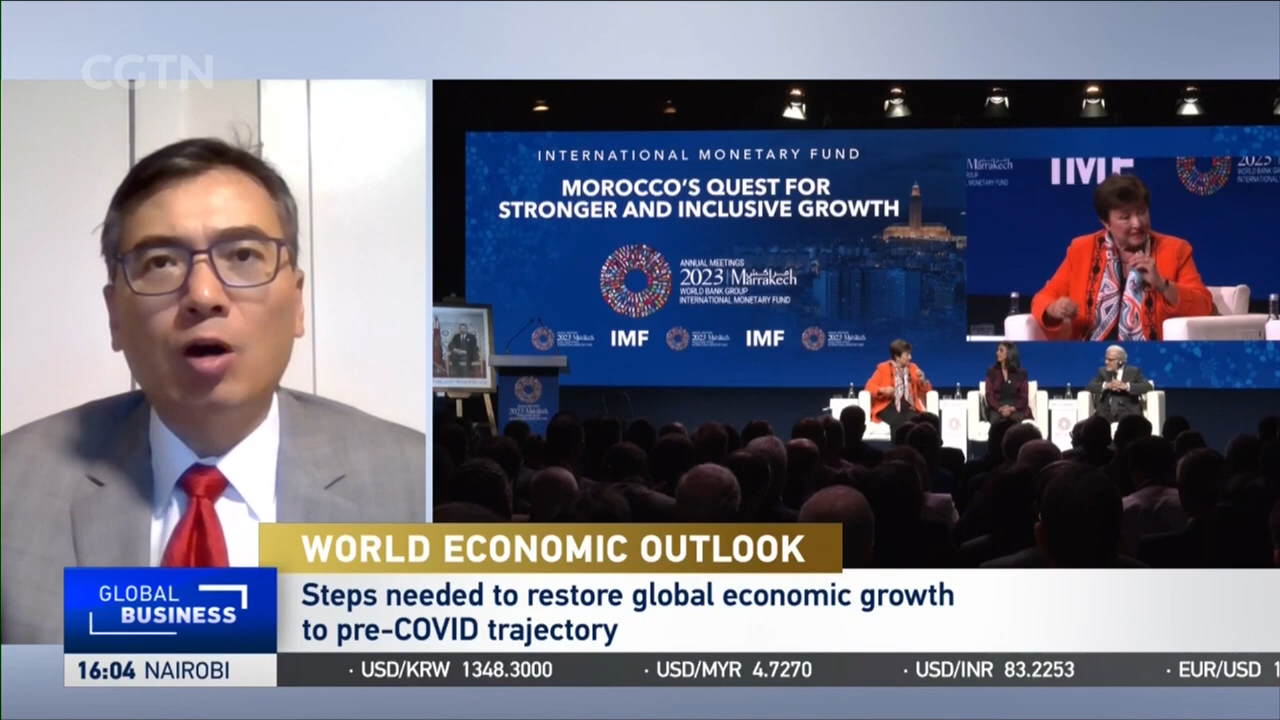 CGTN
INTERNATIONAL MONETARY FUND
MOROCCO'S QUEST FOR
STRONGER AND INCLUSIVE GROWTH
ANNUAL MEETINGS
2023 Marrakech مراكش
WORLD BANK GROUP
INTERNATIONAL MONETARY FUND
IMF
IMF
Marrakech
IMF
2023
WORLD ECONOMIC OUTLOOK
Steps needed to restore global economic growth
to pre-COVID trajectory
GLOBAL
BUSINESS
16:04 NAIROBI
· USD/KRW 1348.3000 · USD/MYR 4.7270 · USD/INR 83.2253 · EUR/USD